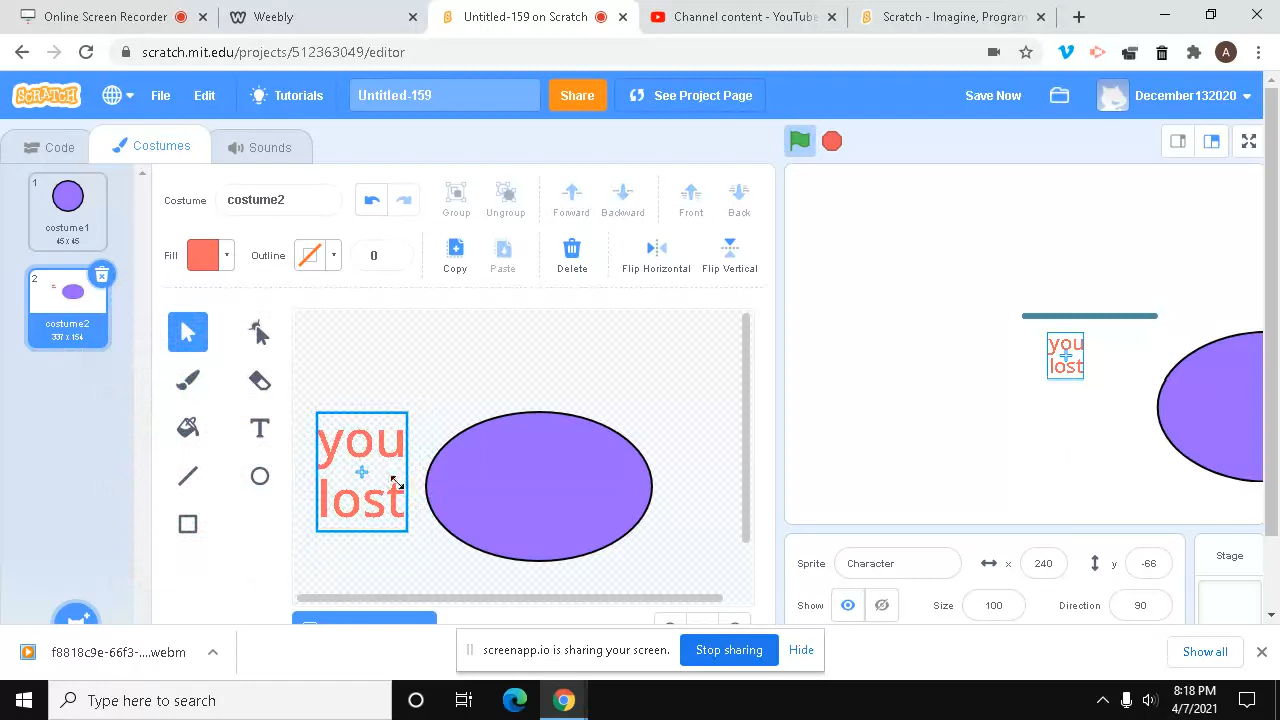 Online Screen Recorder
Weebly
Untitled-159 on Scratch
Channel content - YouTube
Scratch - Imagine, Program
scratch.mit.edu/projects/512363049/editor
A
SCRATCH
File
Edit
Tutorials
Untitled-159
Share
See Project Page
Save Now
December132020
Code
Costumes
Sounds
1
costume1
45 x 45
2
costume2
337 x 154
Costume
costume2
Group
Ungroup
Forward
Backward
Front
Back
Fill
Outline
0
Copy
Paste
Delete
Flip Horizontal
Flip Vertical
T
you
lost
you
lost
Sprite
Character
x
240
y
-66
Show
Size
100
Direction
90
Stage
f8818c9e-66f3-....webm
screenapp.io is sharing your screen.
Stop sharing
Hide
Show all
Type here to search
8:18 PM
4/7/2021